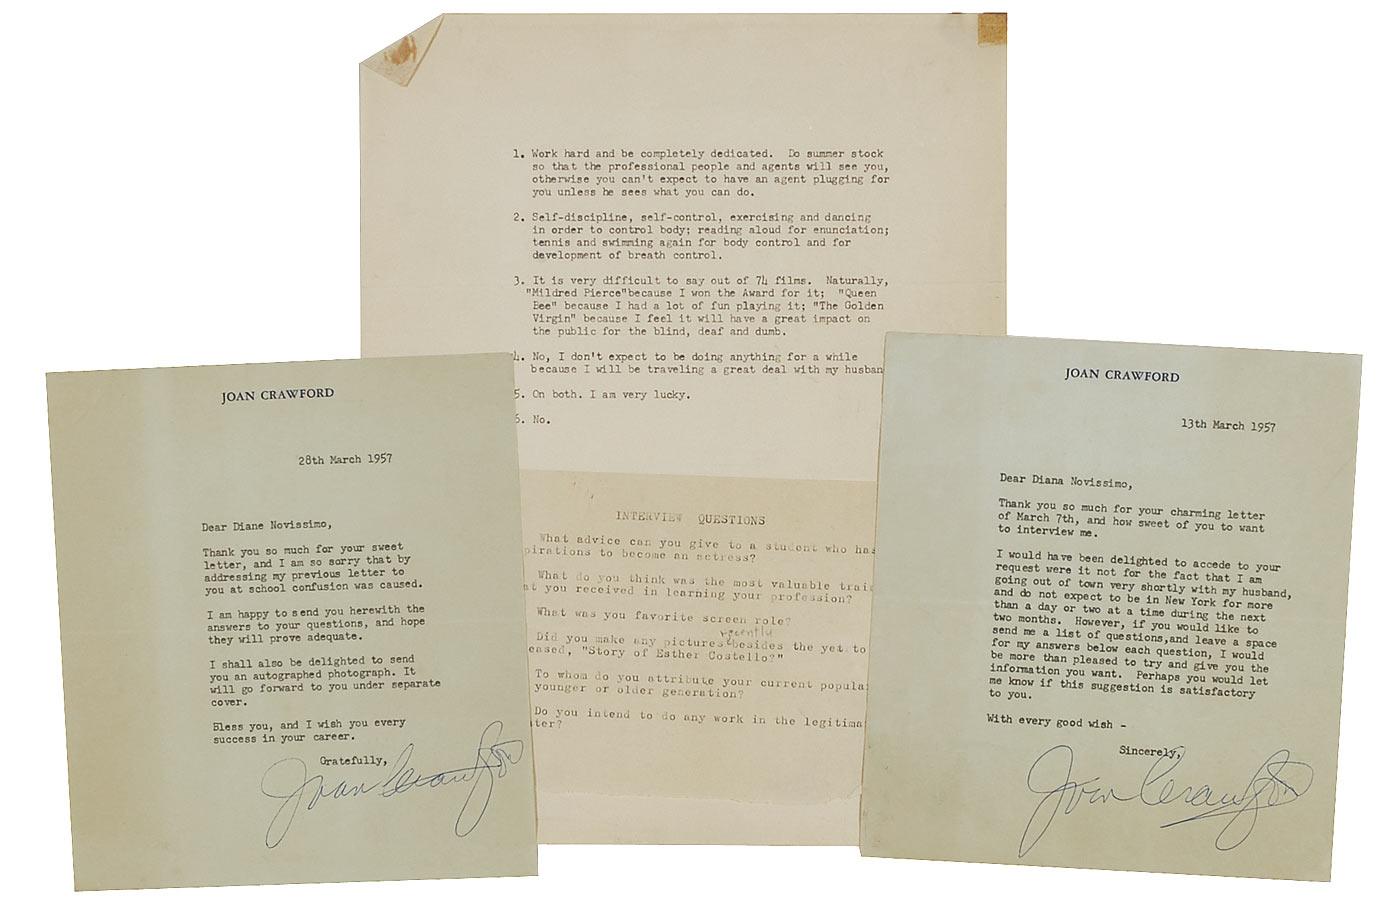 1. Work hard and be completely dedicated. Do summer stock
so that the professional people and agents will see you,
otherwise you can't expect to have an agent plugging for
you unless he sees what you can do.
2. Self-discipline, self-control, exercising and dancing
in order to control body; reading aloud for enunciation;
tennis and swimming again for body control and for
development of breath control.
3. It is very difficult to say out of 74 films. Naturally,
"Mildred Pierce"because I won the Award for it; "Queen
Bee" because I had a lot of fun playing it; "The Golden
Virgin" because I feel it will have a great impact on
the public for the blind, deaf and dumb.
4. No, I don't expect to be doing anything for a while
because I will be traveling a great deal with my husban
5. On both. I am very lucky.
6. No.
INTERVIEW QUESTIONS
What advice can you give to a student who has
pirations to become an actress?
What do you think was the most valuable trai
at you received in learning your profession?
What was you favorite screen role?
recently
Did you make any pictures besides the yet to
eased, "Story of Esther Costello?"
To whom do you attribute your current popula
younger or older generation?
Do you intend to do any work in the legitima
ter?
JOAN CRAWFORD
28th March 1957
Dear Diane Novissimo,
Thank you so much for your sweet
letter, and I am so sorry that by
addressing my previous letter to
you at school confusion was caused.
I am happy to send you herewith the
answers to your questions, and hope
they will prove adequate.
I shall also be delighted to send
you an autographed photograph. It
will go forward to you under separate
cover.
Bless you, and I wish you every
success in your career.
Gratefully,
Joan Crawford
JOAN CRAWFORD
13th March 1957
Dear Diana Novissimo,
Thank you so much for your charming letter
of March 7th, and how sweet of you to want
to interview me.
I would have been delighted to accede to your
request were it not for the fact that I am
going out of town very shortly with my husband,
and do not expect to be in New York for more
than a day or two at a time during the next
two months. However, if you would like to
send me a list of questions,and leave a space
for my answers below each question, I would
be more than pleased to try and give you the
information you want. Perhaps you would let
me know if this suggestion is satisfactory
to you.
With every good wish -
Sincerely,
Joan Crawford